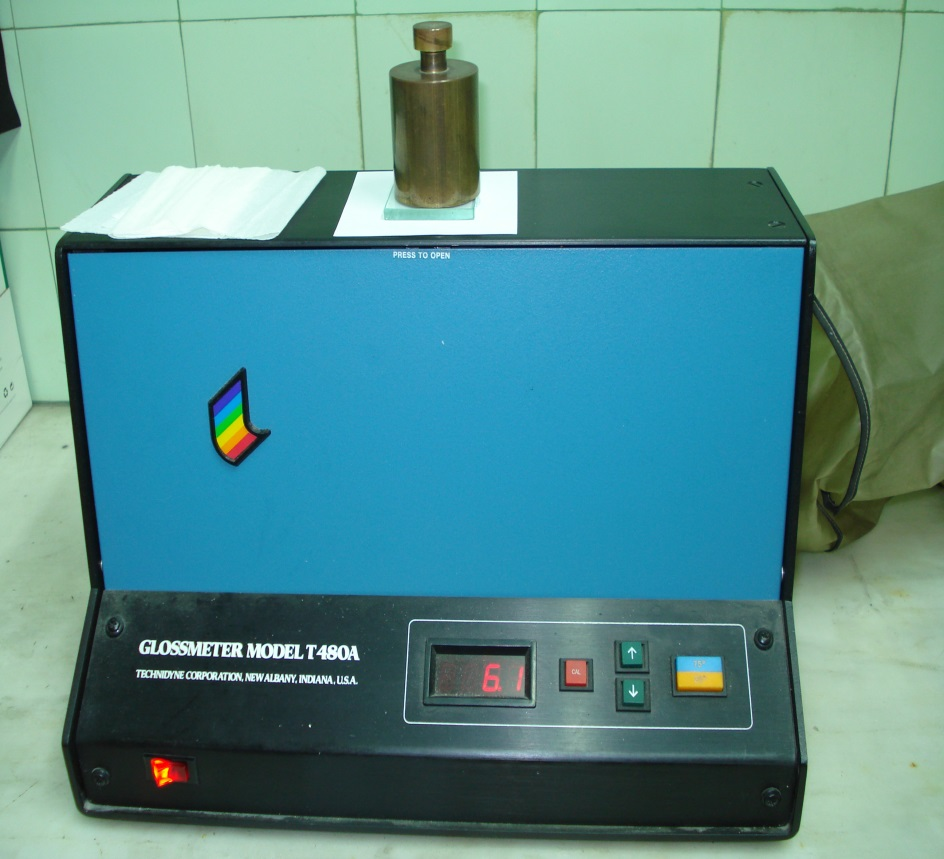 PRESS TO OPEN
GLOSSMETER MODEL T480A
TECHNIDYNE CORPORATION, NEW ALBANY, INDIANA, U.S.A.
6.1
CAL